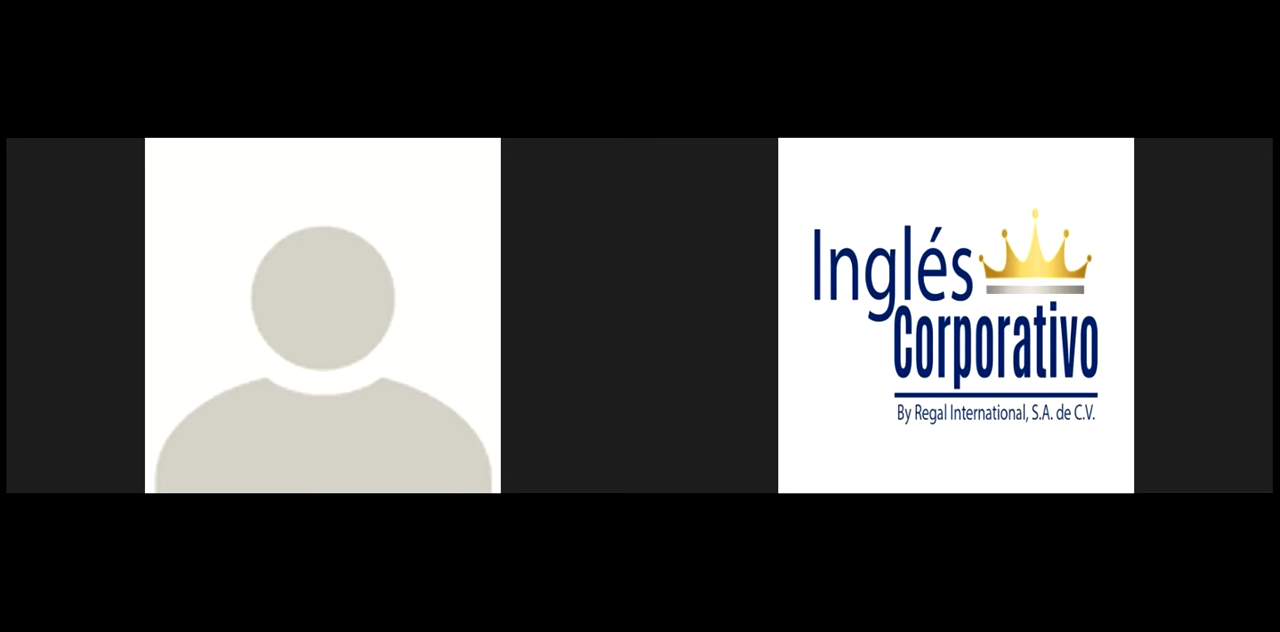 Inglés
Corporativo
By Regal International, S.A. de C.V.